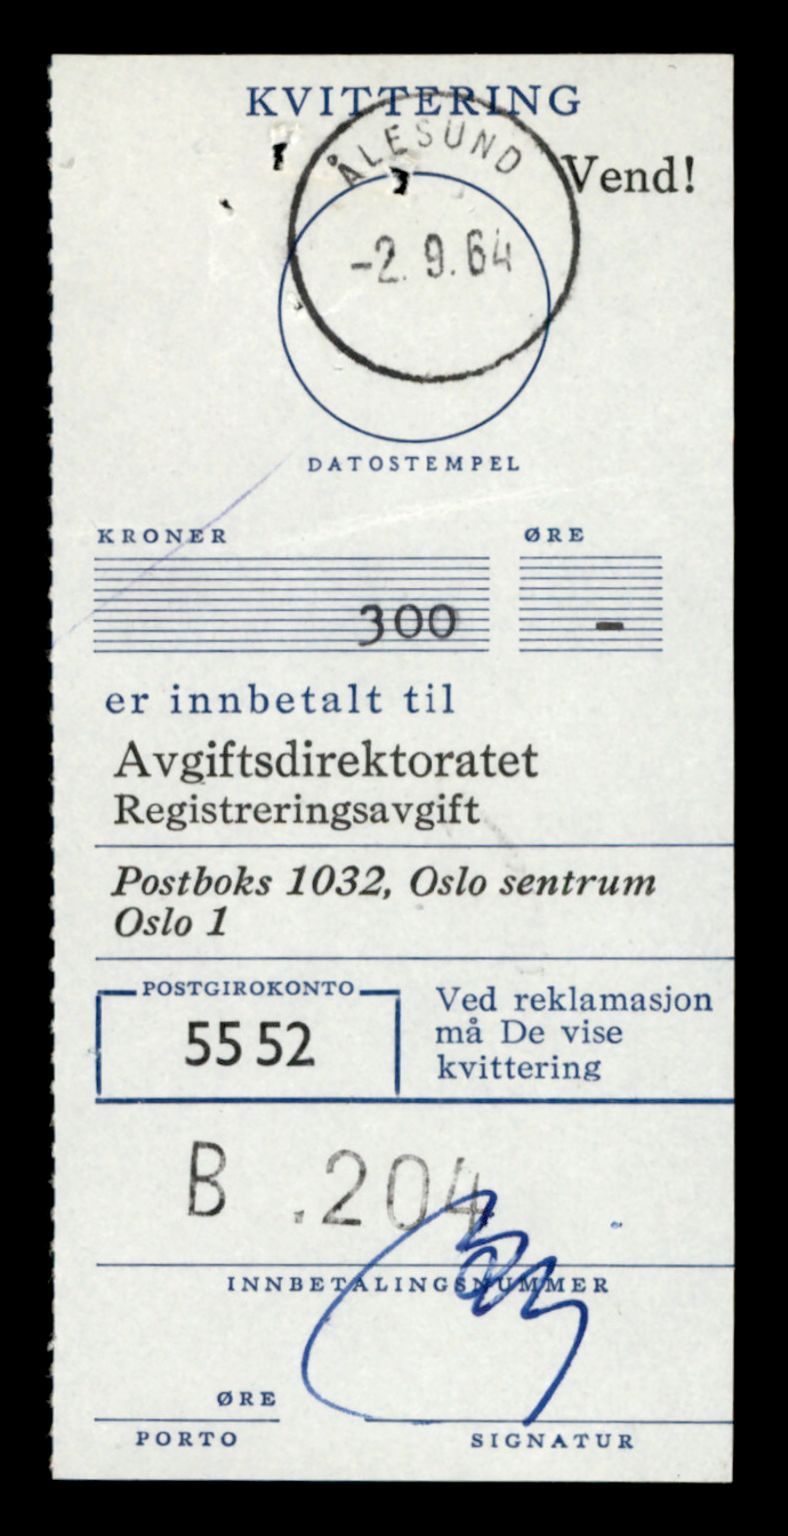 KVITTERING
ÅLESUND
Vend!
-2. 9. 64
DATOSTEMPEL
KRONER ØRE
300 -
er innbetalt til
Avgiftsdirektoratet
Registreringsavgift
Postboks 1032, Oslo sentrum
Oslo 1
POSTGIROKONTO
55 52
Ved reklamasjon
må De vise
kvittering
B .204
INNBETALINGSNUMMER
ØRE
PORTO SIGNATUR